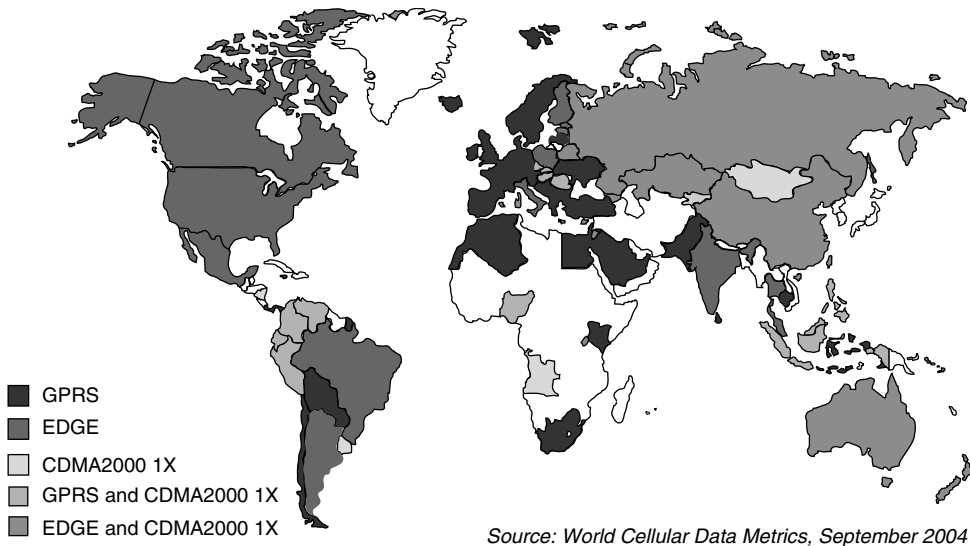 GPRS
EDGE
CDMA2000 1X
GPRS and CDMA2000 1X
EDGE and CDMA2000 1X
Source: World Cellular Data Metrics, September 2004